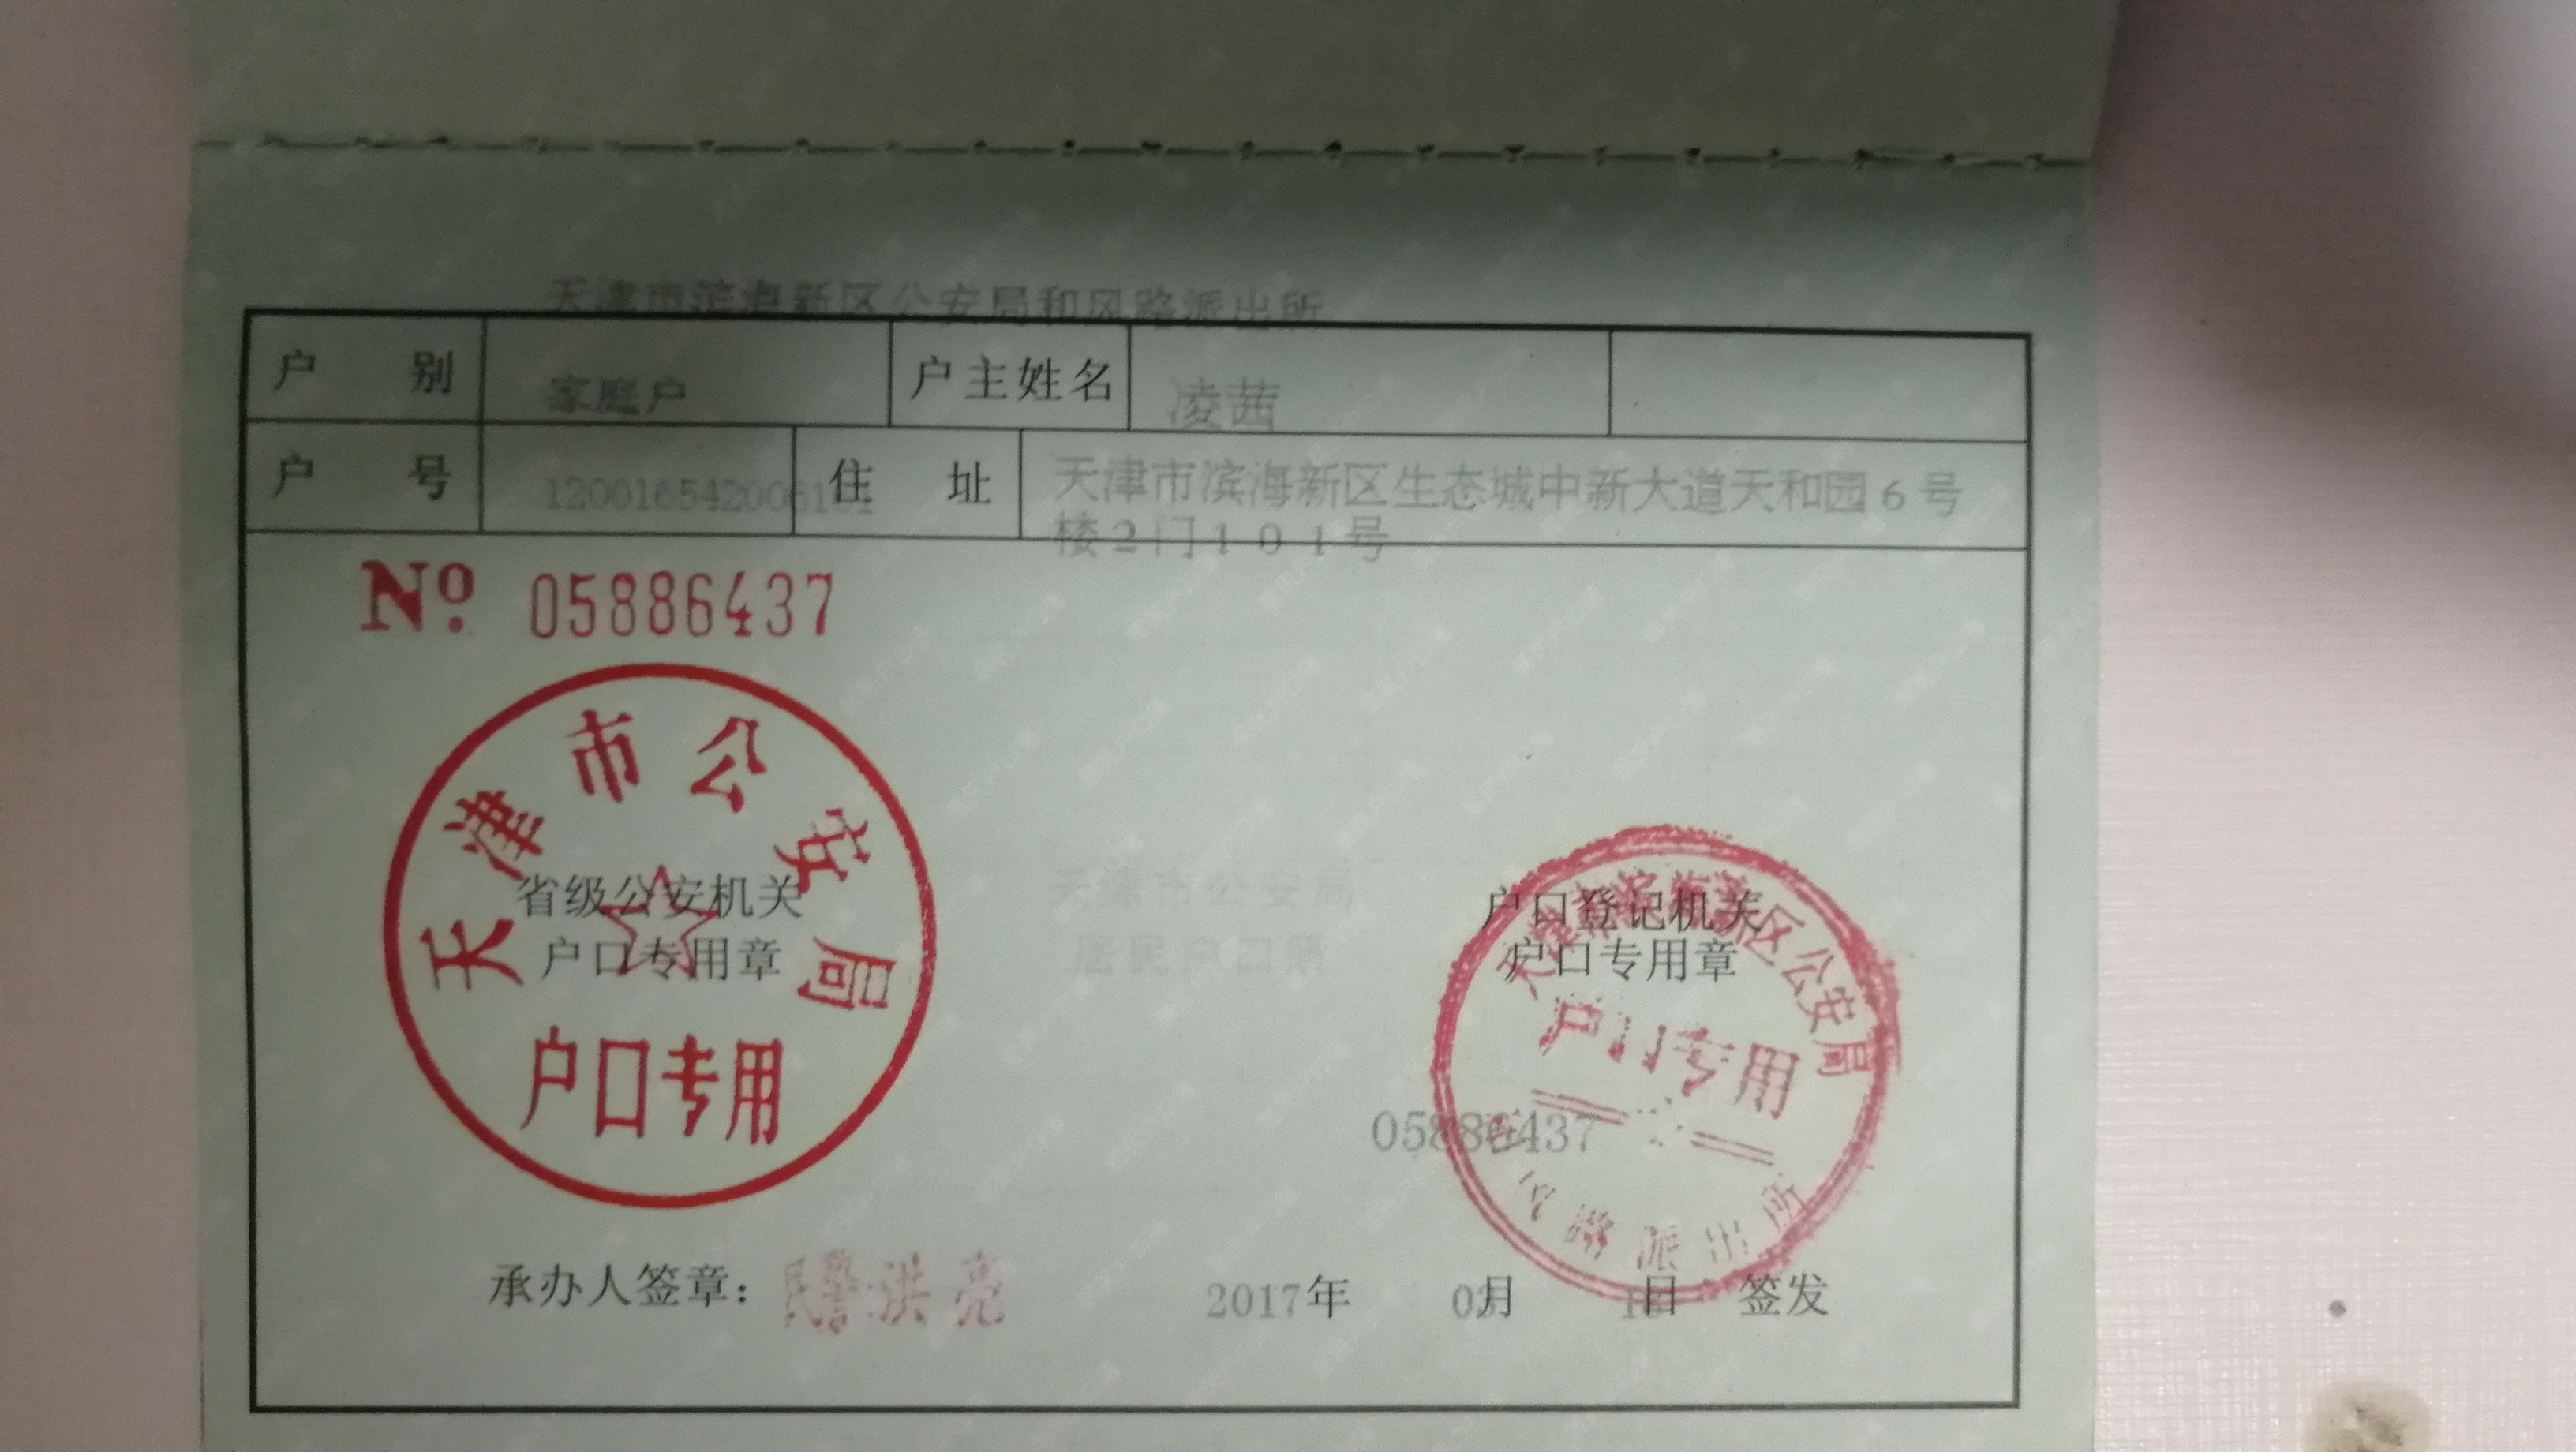 天津市滨海新区公安局和风路派出所
户 别 家庭户 户主姓名 凌茜
户 号 住 址 天津市滨海新区生态城中新大道天和园6号
楼2门101号
No. 05886437
天津市公安局
省级公安机关
户口专用章
户口专用
天津市公安局
居民户口簿
户口登记机关
户口专用章
天津市滨海新区公安局
户口专用
05886437
路派出所
承办人签章: 民警:洪亮 2017年 月 日 签发